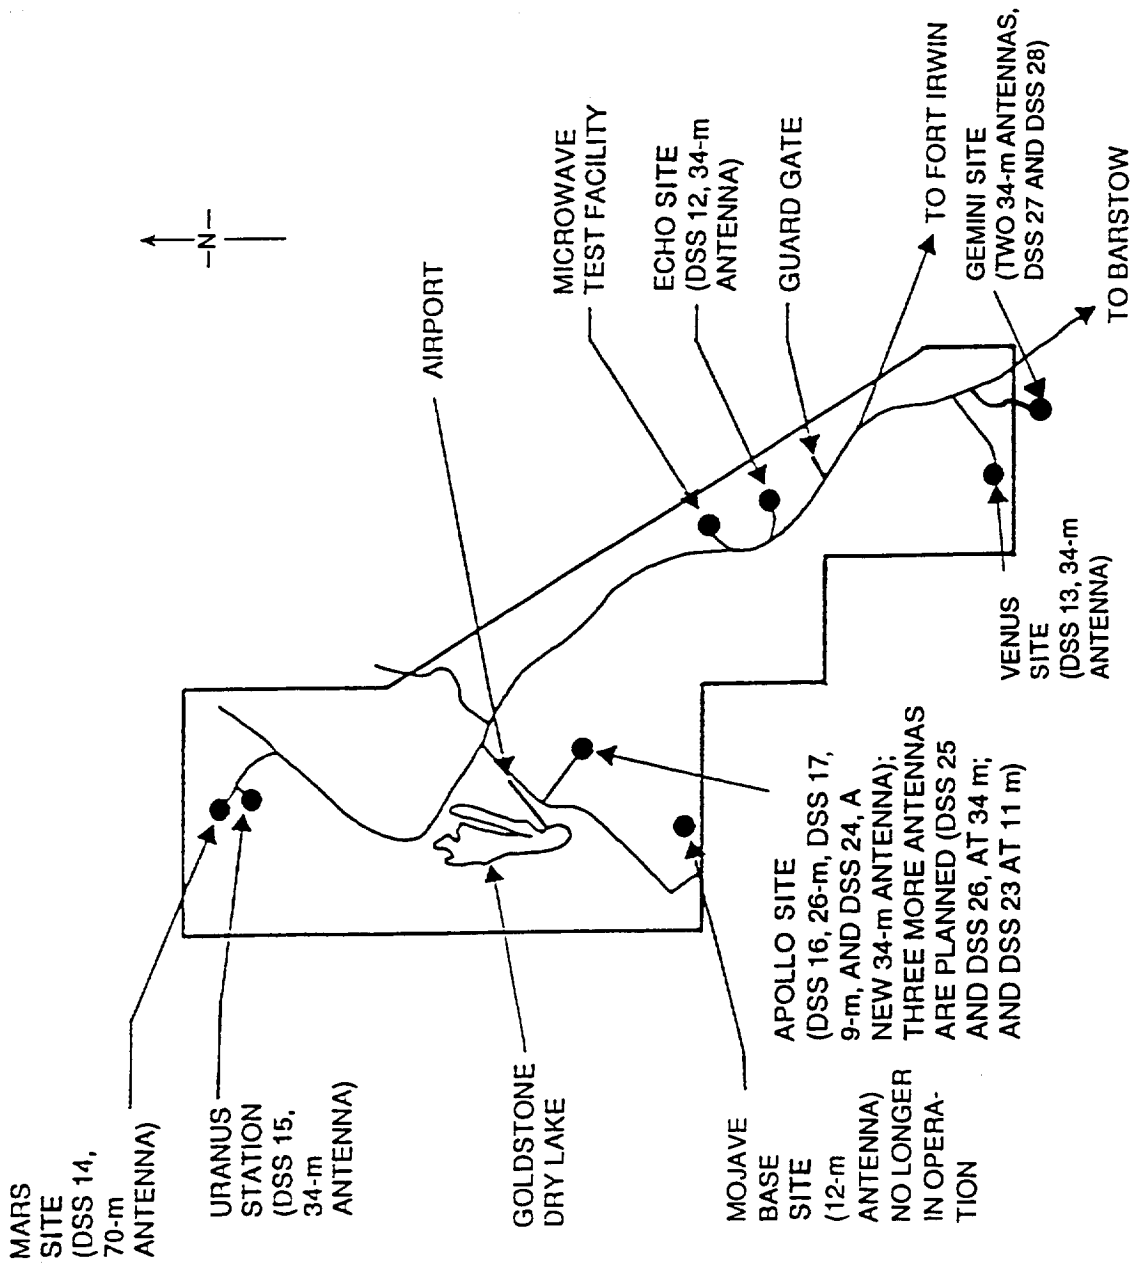 MARS
SITE
(DSS 14,
70-m
ANTENNA)
URANUS
STATION
(DSS 15,
34-m
ANTENNA)
GOLDSTONE
DRY LAKE
MOJAVE
BASE
SITE
(12-m
ANTENNA)
NO LONGER
IN OPERA-
TION
APOLLO SITE
(DSS 16, 26-m, DSS 17,
9-m, AND DSS 24, A
NEW 34-m ANTENNA);
THREE MORE ANTENNAS
ARE PLANNED (DSS 25
AND DSS 26, AT 34 m;
AND DSS 23 AT 11 m)
VENUS
SITE
(DSS 13, 34-m
ANTENNA)
AIRPORT
N
MICROWAVE
TEST FACILITY
ECHO SITE
(DSS 12, 34-m
ANTENNA)
GUARD GATE
TO FORT IRWIN
GEMINI SITE
(TWO 34-m ANTENNAS,
DSS 27 AND DSS 28)
TO BARSTOW